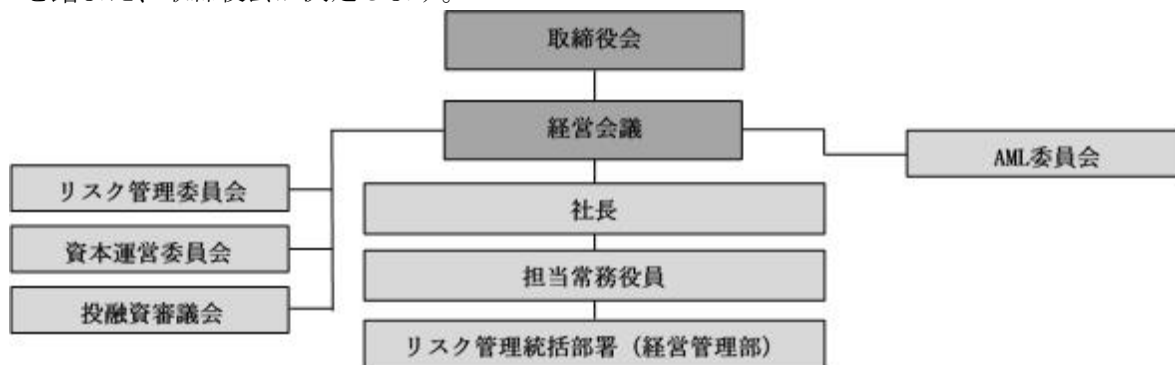 取締役会
経営会議
AML委員会
リスク管理委員会
社長
資本運営委員会
担当常務役員
投融資審議会
リスク管理統括部署（経営管理部）